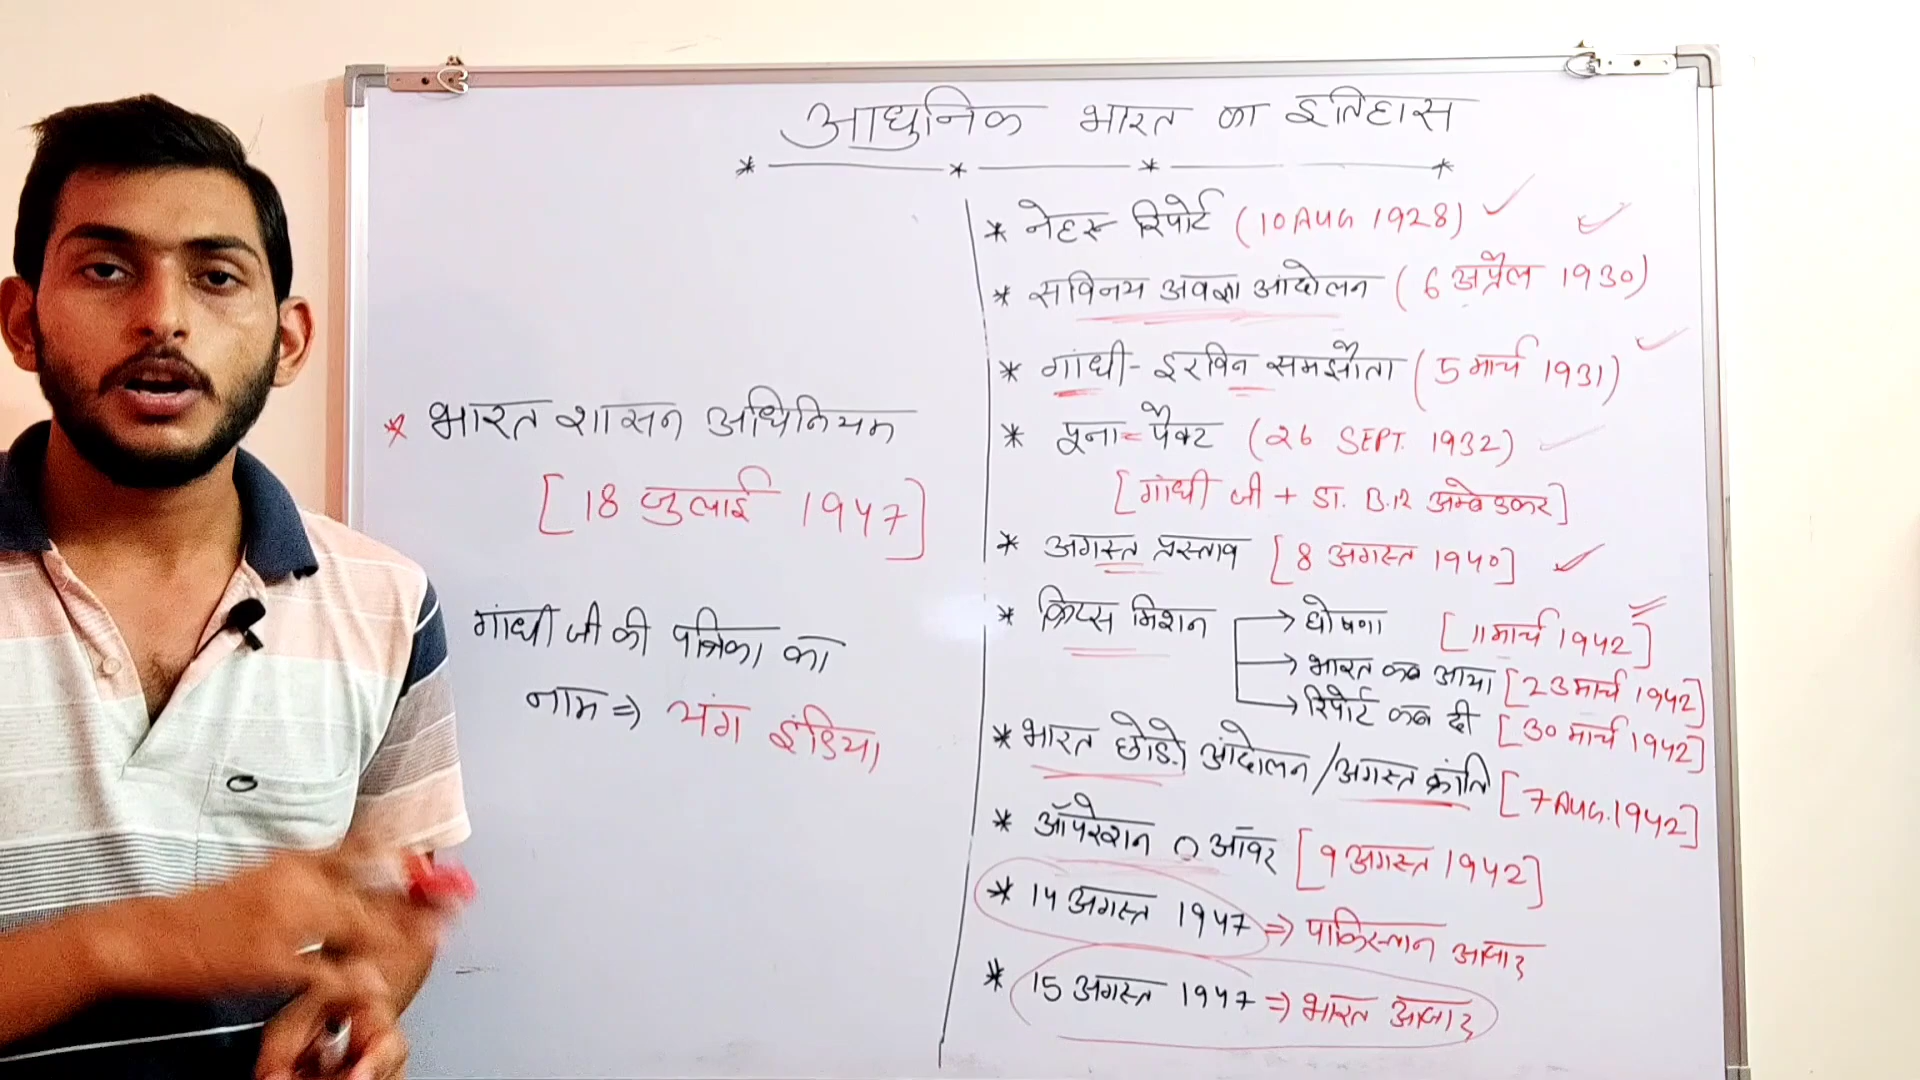 आधुनिक भारत का इतिहास
* भारत शासन अधिनियम
[18 जुलाई 1947]
गांधी जी की पत्रिका का
नाम ⇒ यंग इंडिया
* नेहरू रिपोर्ट (10 AUG 1928)
* सविनय अवज्ञा आंदोलन (6 अप्रैल 1930)
* गांधी-इरविन समझौता (5 मार्च 1931)
* पूना=पैक्ट (26 SEPT. 1932)
[गांधी जी + डा. B.R अम्बेडकर]
* अगस्त प्रस्ताव [8 अगस्त 1940]
* क्रिप्स मिशन → घोषणा [11 मार्च 1942]
→ भारत कब आया [23 मार्च 1942]
→ रिपोर्ट कब दी [30 मार्च 1942]
* भारत छोडो आंदोलन/अगस्त क्रांति [7 AUG.1942]
* ऑपरेशन 0 ऑवर [9 अगस्त 1942]
* 14 अगस्त 1947 ⇒ पाकिस्तान आजाद
* 15 अगस्त 1947 ⇒ भारत आजाद